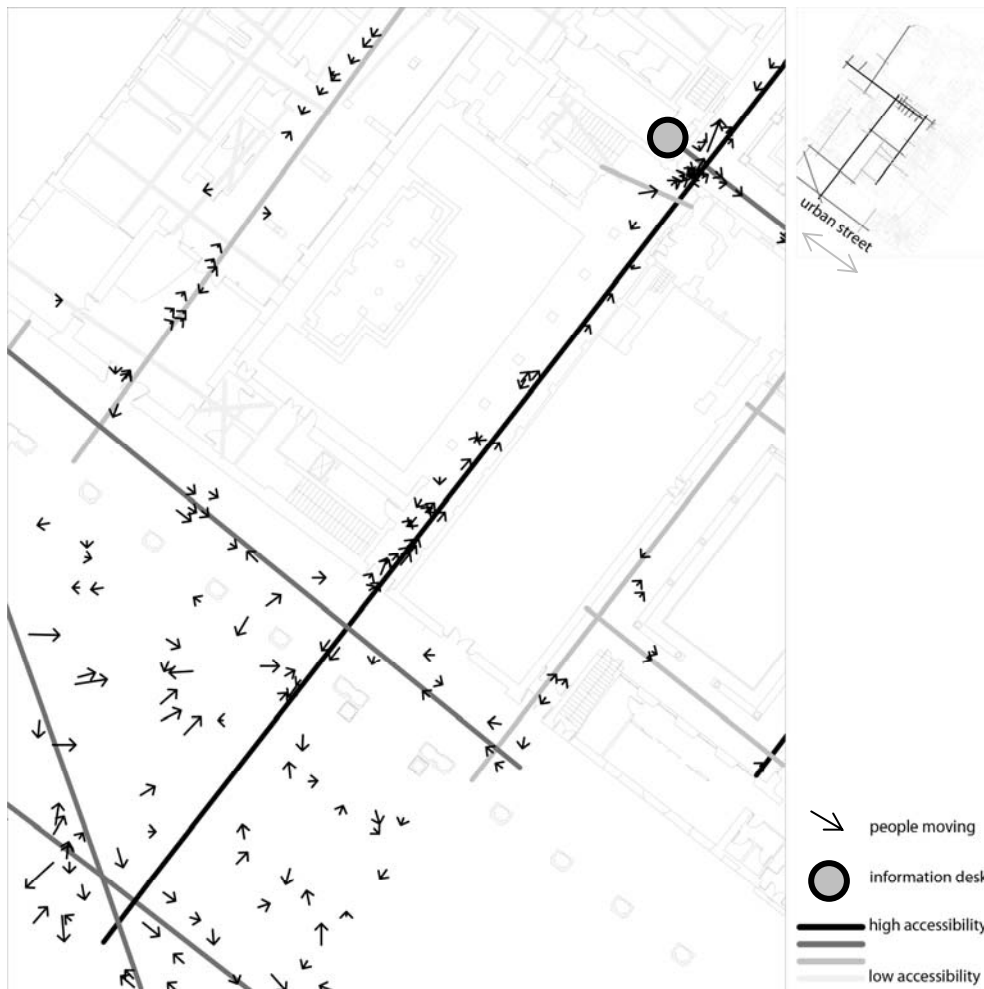 urban street
people moving
information desk
high accessibility
low accessibility